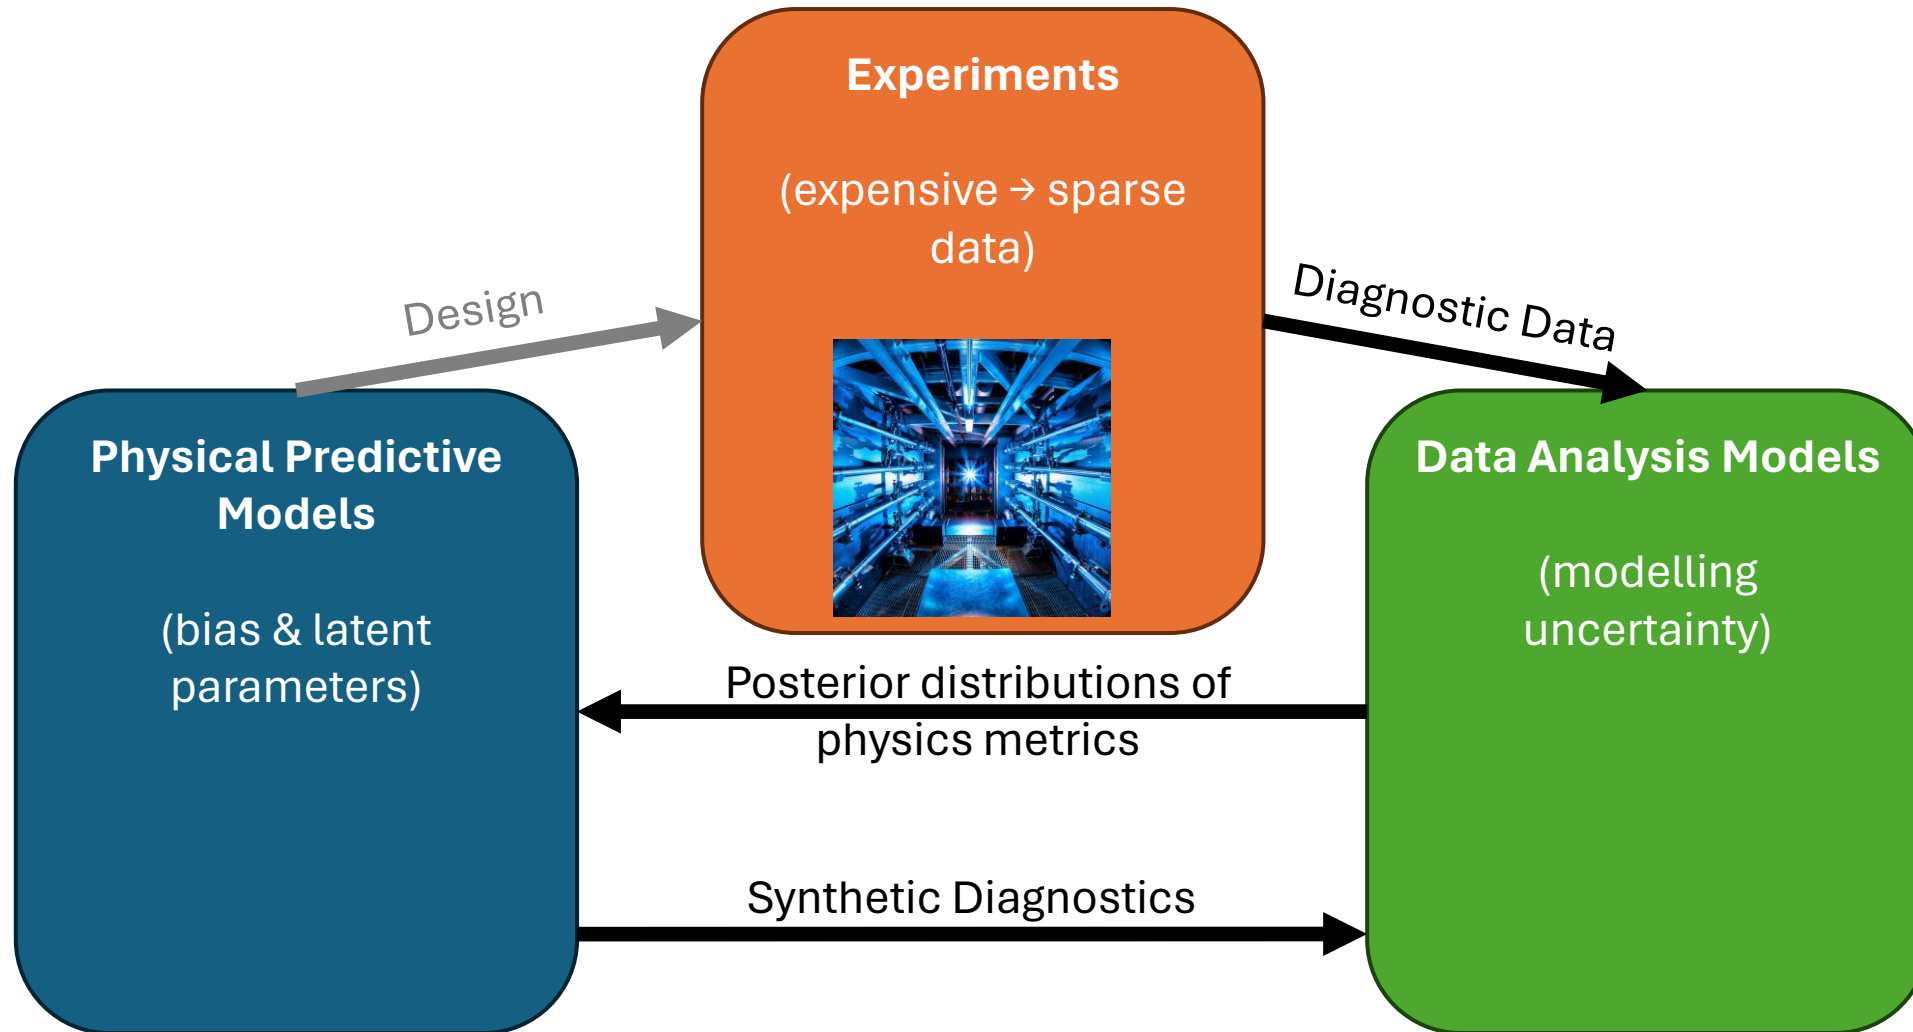 Experiments
(expensive → sparse
data)
Design
Diagnostic Data
Physical Predictive
Models
(bias & latent
parameters)
Data Analysis Models
(modelling
uncertainty)
Posterior distributions of
physics metrics
Synthetic Diagnostics